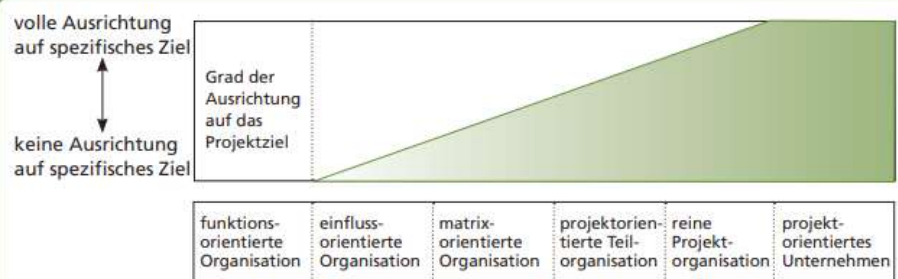 volle Ausrichtung
auf spezifisches Ziel
keine Ausrichtung
auf spezifisches Ziel
Grad der
Ausrichtung
auf das
Projektziel
funktions-
orientierte
Organisation
einfluss-
orientierte
Organisation
matrix-
orientierte
Organisation
projektorien-
tierte Teil-
organisation
reine
Projekt-
organisation
projekt-
orientiertes
Unternehmen